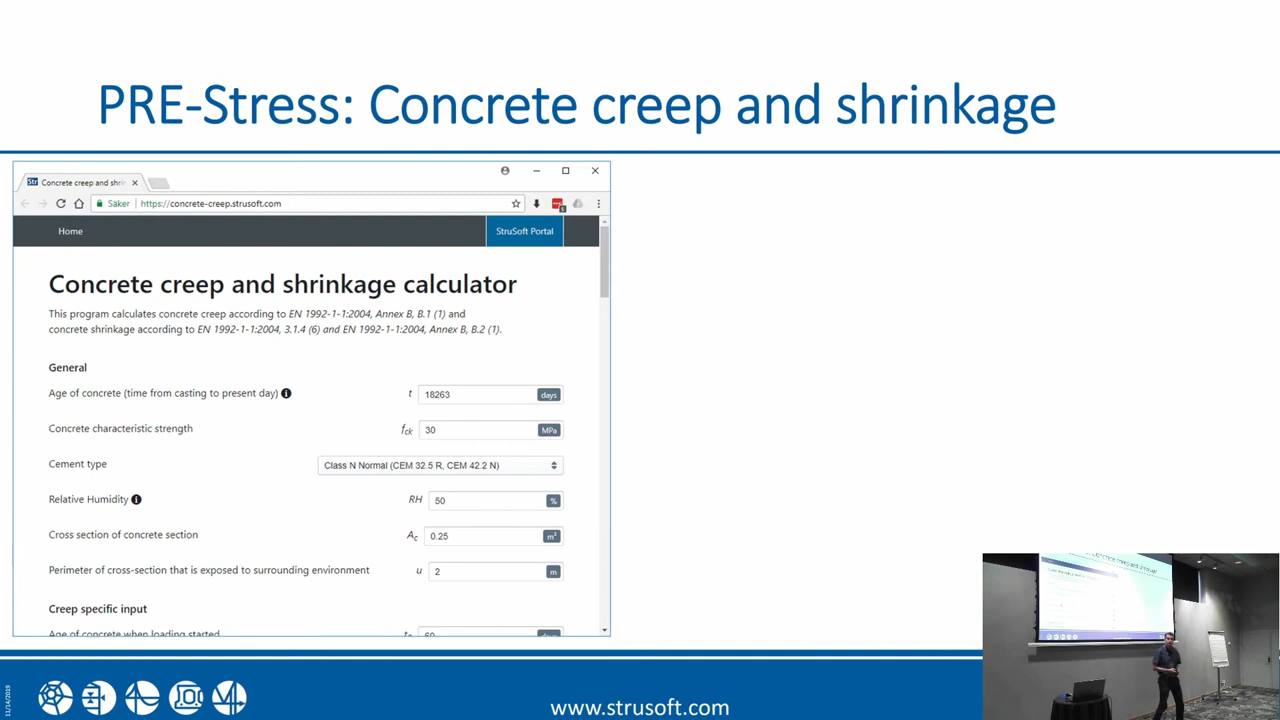 PRE-Stress: Concrete creep and shrinkage
Str Concrete creep and shrin
Säker https://concrete-creep.strusoft.com
Home StruSoft Portal
Concrete creep and shrinkage calculator
This program calculates concrete creep according to EN 1992-1-1:2004, Annex B, B.1 (1) and
concrete shrinkage according to EN 1992-1-1:2004, 3.1.4 (6) and EN 1992-1-1:2004, Annex B, B.2 (1).
General
Age of concrete (time from casting to present day) t 18263 days
Concrete characteristic strength fck 30 MPa
Cement type Class N Normal (CEM 32.5 R, CEM 42.2 N)
Relative Humidity RH 50 %
Cross section of concrete section Ac 0.25 m²
Perimeter of cross-section that is exposed to surrounding environment u 2 m
Creep specific input
Age of concrete when loading started
11/14/2019
www.strusoft.com